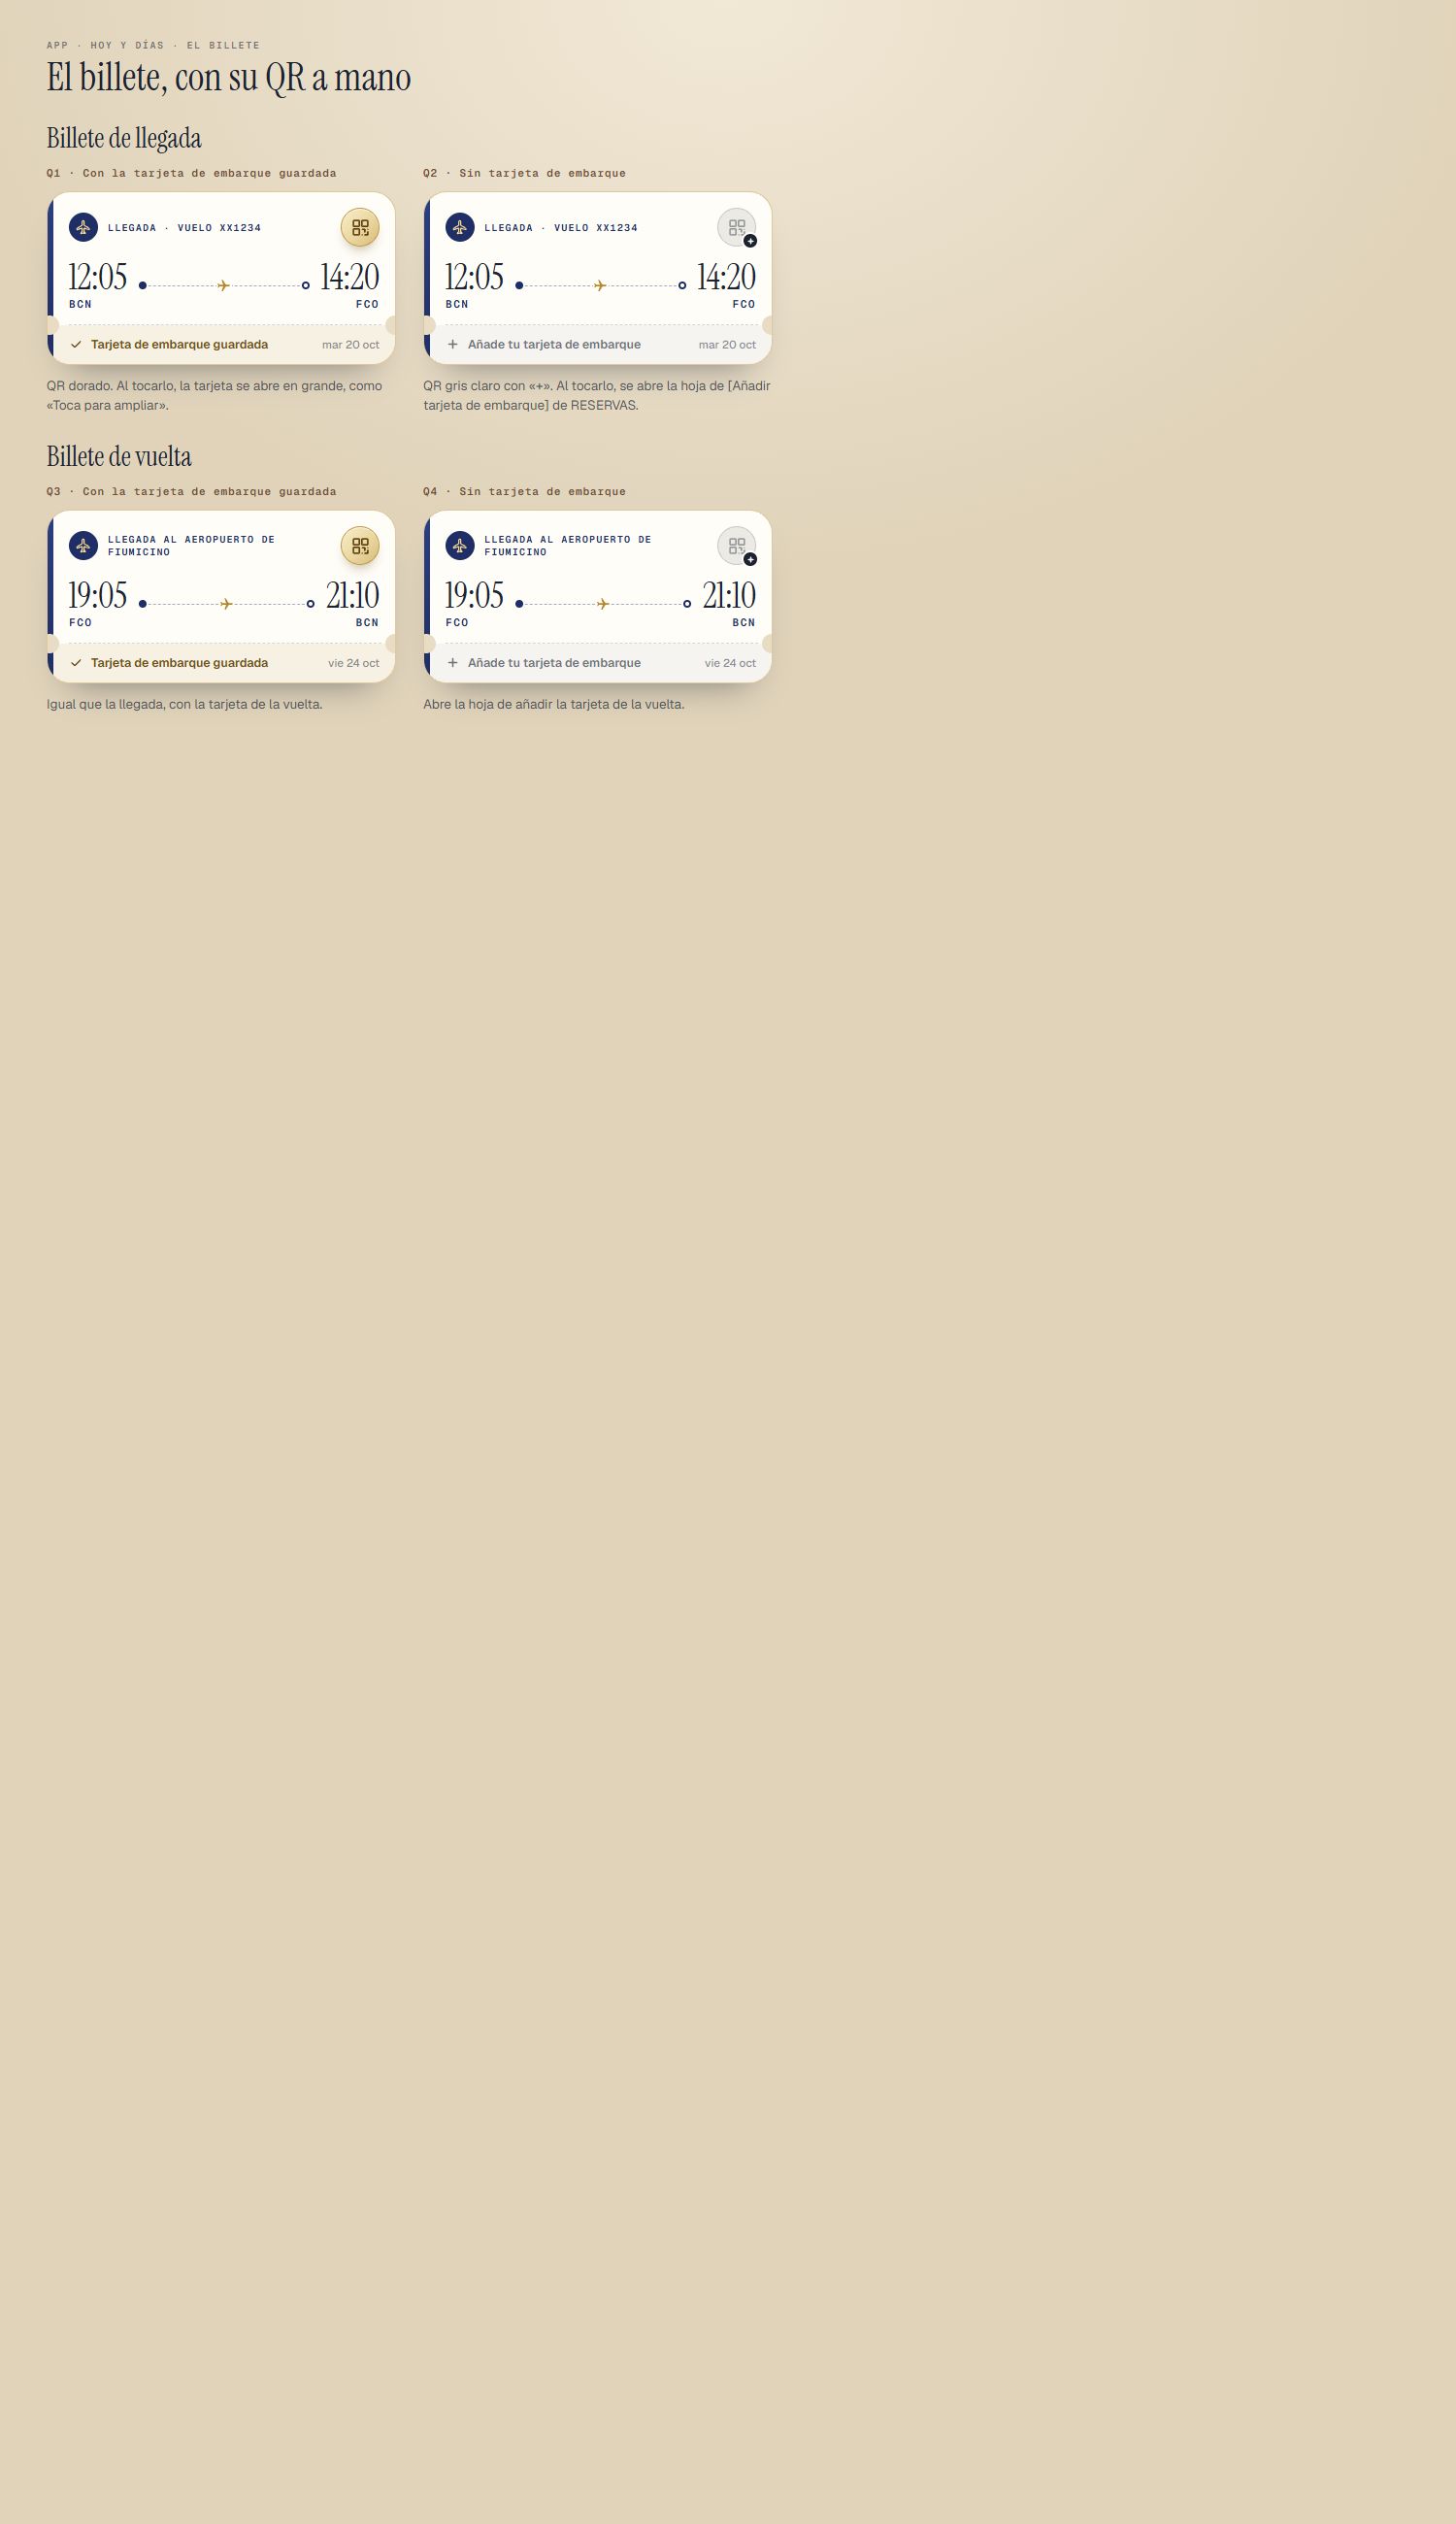 APP · HOY Y DÍAS · EL BILLETE
El billete, con su QR a mano
Billete de llegada
Q1 · Con la tarjeta de embarque guardada
LLEGADA · VUELO XX1234
12:05
14:20
BCN
FCO
Tarjeta de embarque guardada
mar 20 oct
QR dorado. Al tocarlo, la tarjeta se abre en grande, como
«Toca para ampliar».
Q2 · Sin tarjeta de embarque
LLEGADA · VUELO XX1234
12:05
14:20
BCN
FCO
Añade tu tarjeta de embarque
mar 20 oct
QR gris claro con «+». Al tocarlo, se abre la hoja de [Añadir
tarjeta de embarque] de RESERVAS.
Billete de vuelta
Q3 · Con la tarjeta de embarque guardada
LLEGADA AL AEROPUERTO DE
FIUMICINO
19:05
21:10
FCO
BCN
Tarjeta de embarque guardada
vie 24 oct
Igual que la llegada, con la tarjeta de la vuelta.
Q4 · Sin tarjeta de embarque
LLEGADA AL AEROPUERTO DE
FIUMICINO
19:05
21:10
FCO
BCN
Añade tu tarjeta de embarque
vie 24 oct
Abre la hoja de añadir la tarjeta de la vuelta.